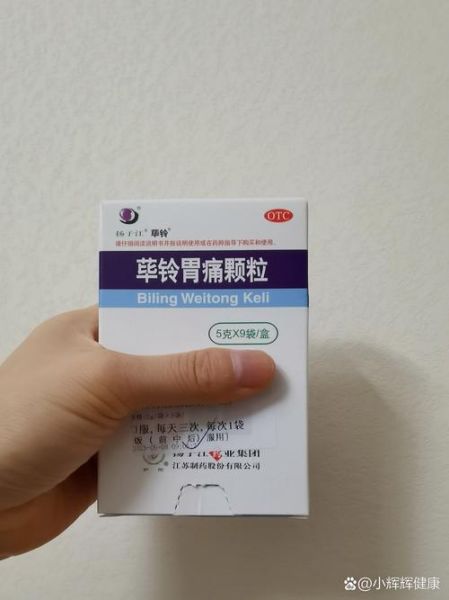 扬子江® 荜铃®
OTC
请仔细阅读说明书并按说明使用或在药师指导下购买和使用。
荜铃胃痛颗粒
Biling Weitong Keli
5克X9袋/盒
服,每天三次,每次1袋
饭(前中后)服用)
扬子江药业集团
江苏制药股份有限公司
@小辉辉健康